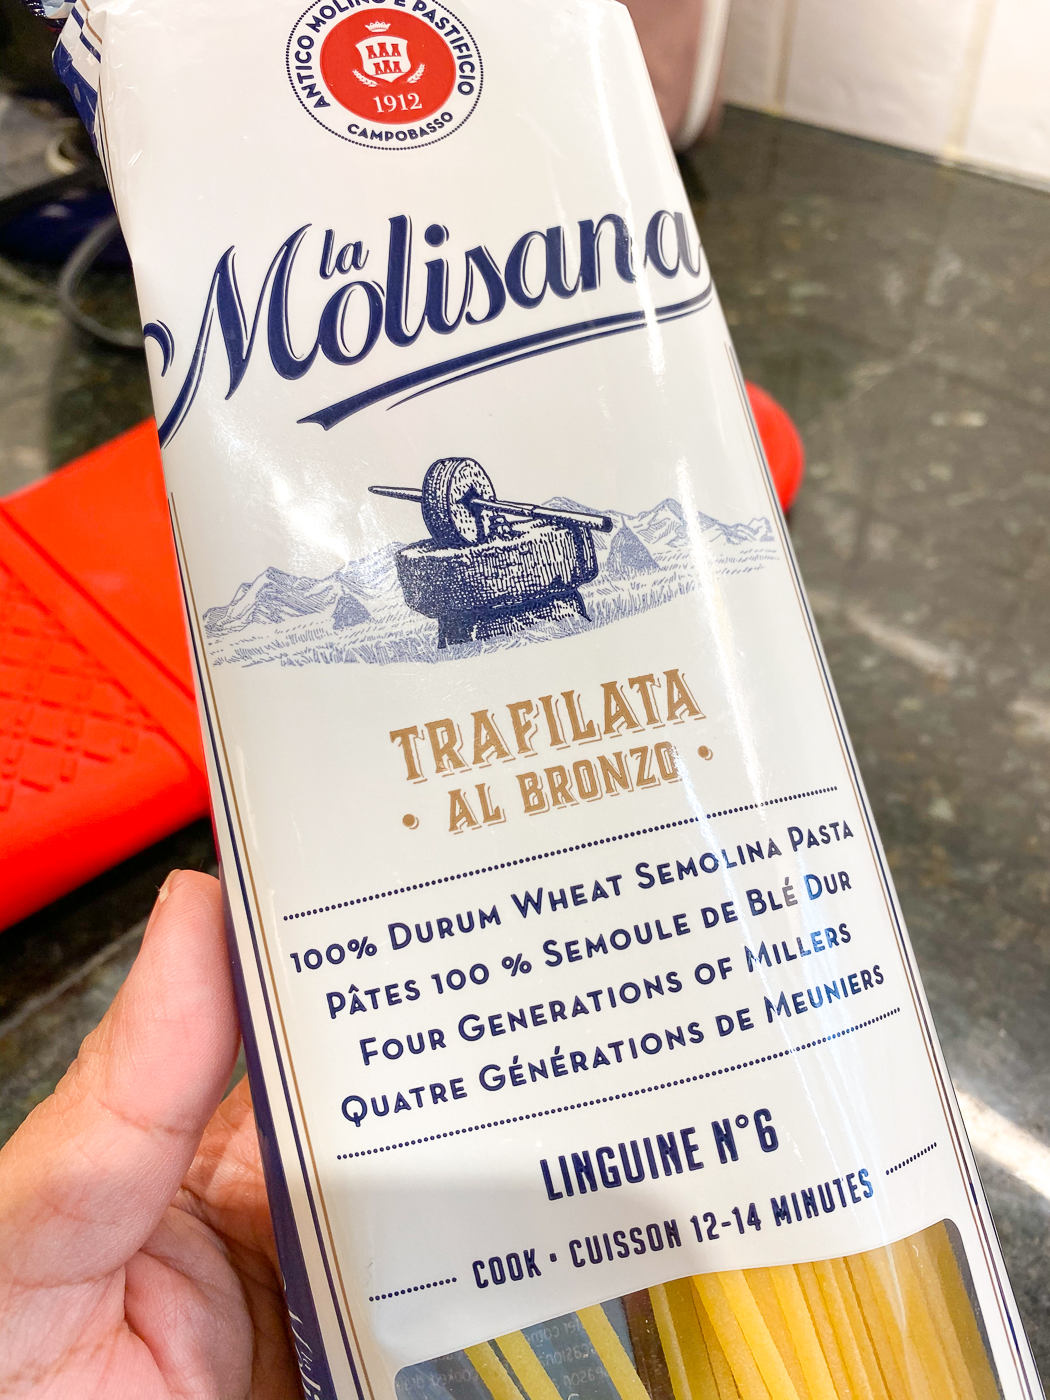 ANTICO MOLINO E PASTIFICIO
1912
CAMPOBASSO
la
Molisana
TRAFILATA
• AL BRONZO •
100% DURUM WHEAT SEMOLINA PASTA
PÂTES 100 % SEMOULE DE BLÉ DUR
FOUR GENERATIONS OF MILLERS
QUATRE GÉNÉRATIONS DE MEUNIERS
LINGUINE N°6
COOK • CUISSON 12-14 MINUTES